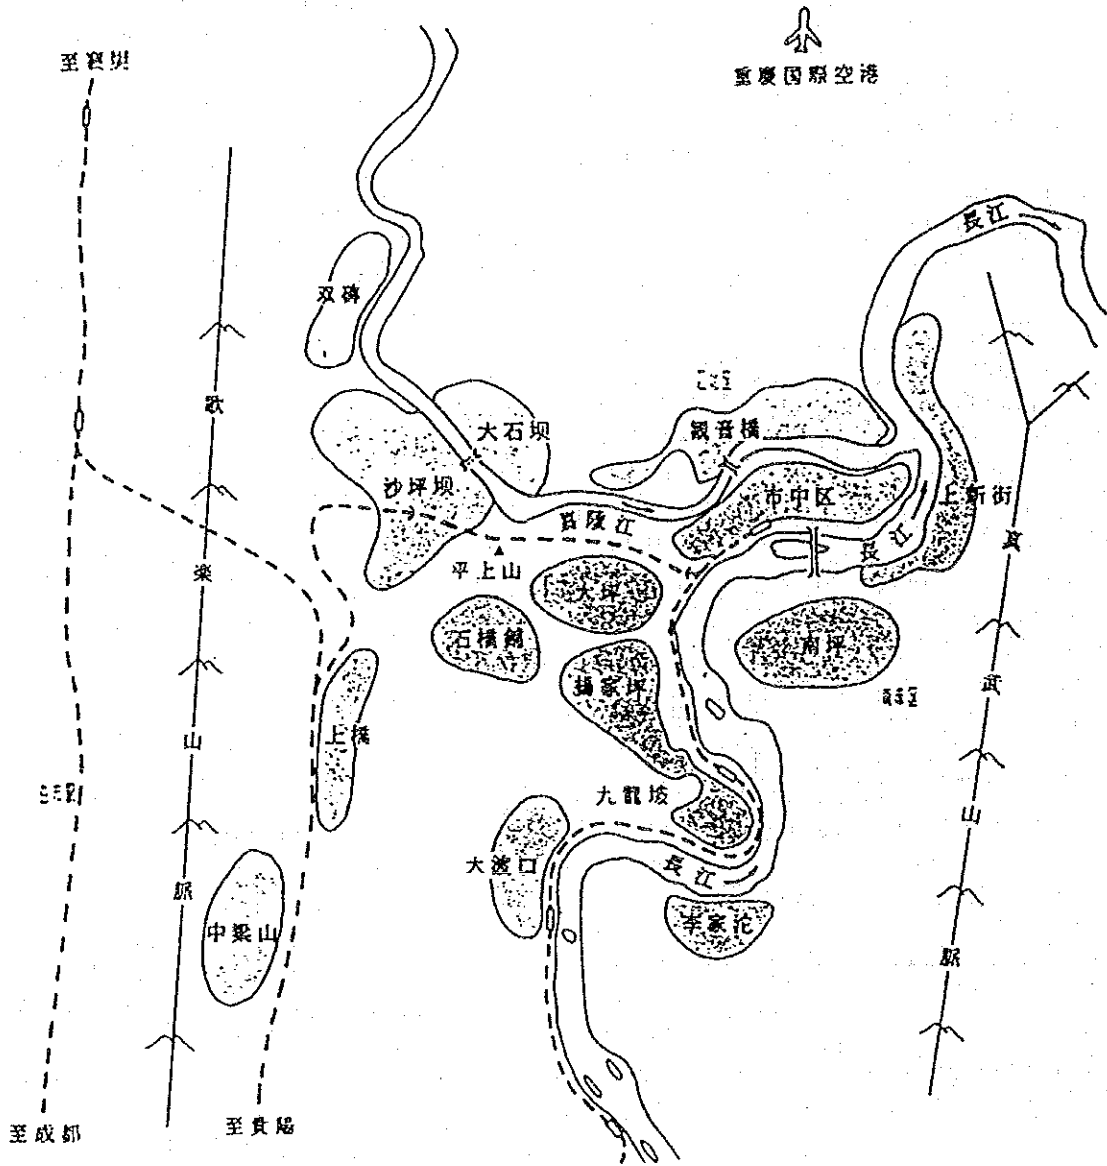 重慶国際空港
長江
双碑
歌楽山脈
大石坝
観音橋
沙坪坝
市中区
上新街
嘉陵江
長江
平上山
大坪
石橋鋪
南坪
真武山脈
楊家坪
上橋
九龍坡
大渡口
長江
中梁山
李家沱
至成都
至貴陽